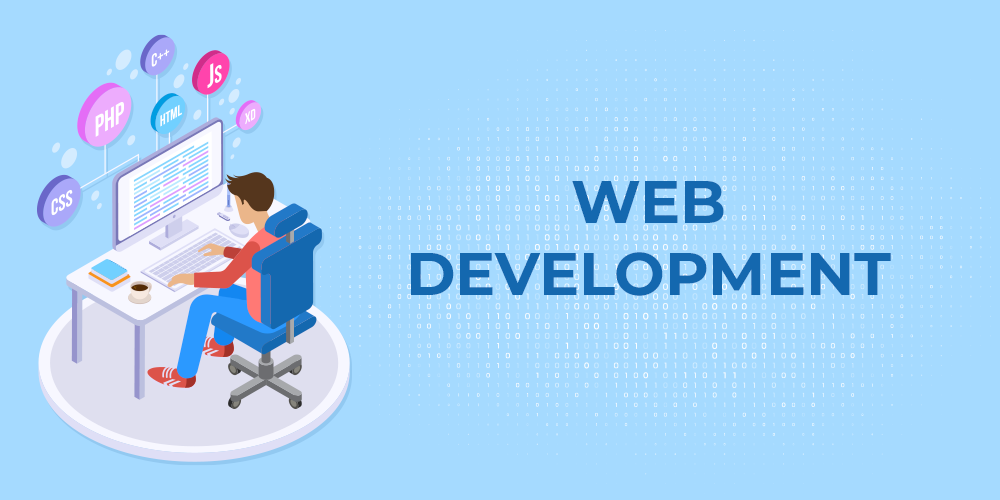 C++
JS
PHP
HTML
XD
CSS
WEB
DEVELOPMENT